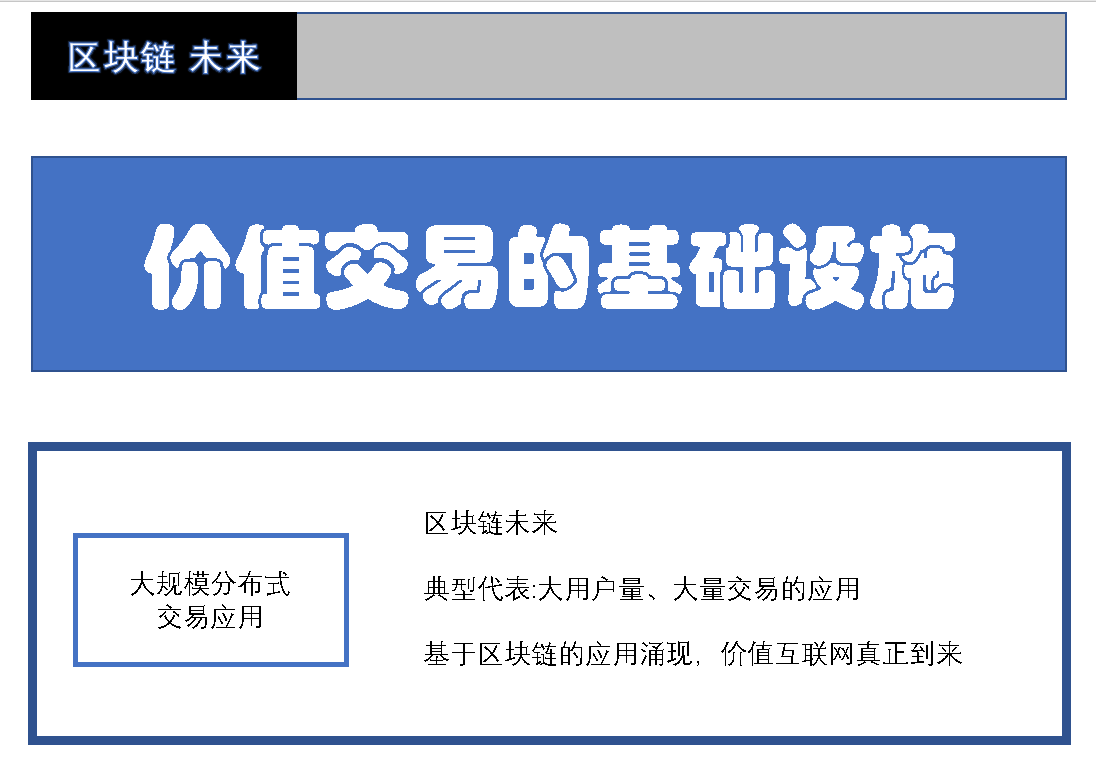 区块链 未来
价值交易的基础设施
大规模分布式
交易应用
区块链未来
典型代表:大用户量、大量交易的应用
基于区块链的应用涌现，价值互联网真正到来